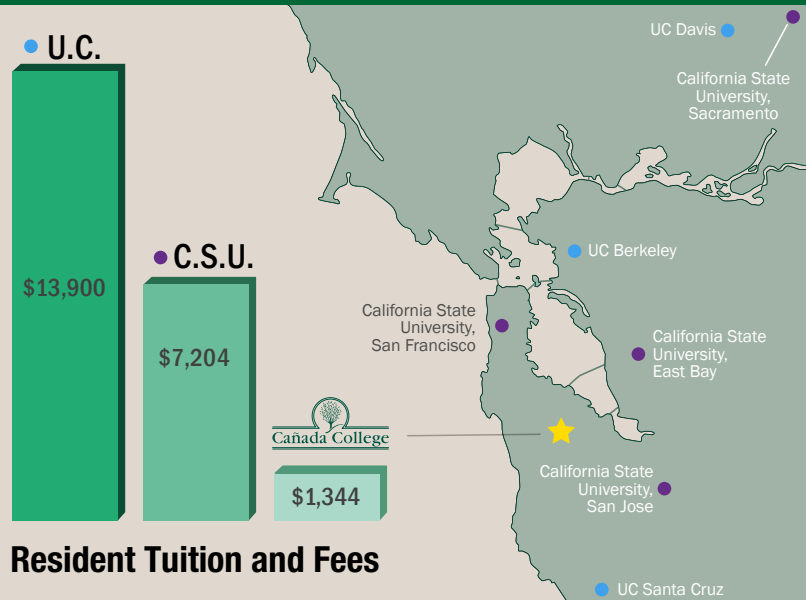 U.C.
$13,900
C.S.U.
$7,204
Cañada College
$1,344
Resident Tuition and Fees
UC Davis
California State
University,
Sacramento
UC Berkeley
California State
University,
San Francisco
California State
University,
East Bay
California State
University,
San Jose
UC Santa Cruz